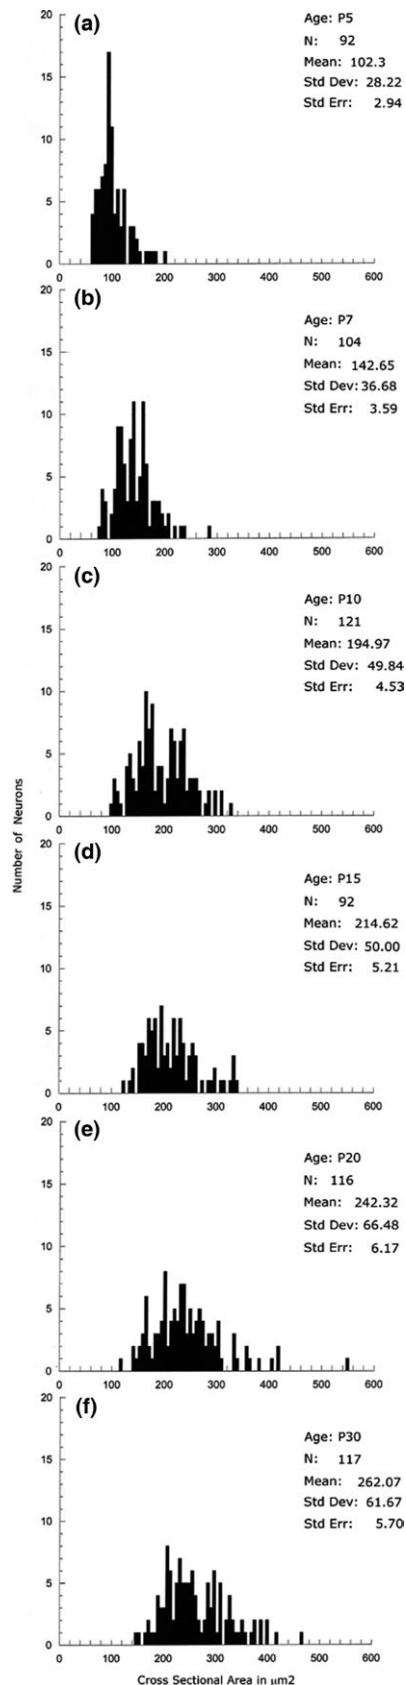 (a)
Age: P5
N: 92
Mean: 102.3
Std Dev: 28.22
Std Err: 2.94
20
15
10
5
0
0 100 200 300 400 500 600
(b)
Age: P7
N: 104
Mean: 142.65
Std Dev: 36.68
Std Err: 3.59
20
15
10
5
0
0 100 200 300 400 500 600
(c)
Age: P10
N: 121
Mean: 194.97
Std Dev: 49.84
Std Err: 4.53
20
15
10
5
0
0 100 200 300 400 500 600
Number of Neurons
(d)
Age: P15
N: 92
Mean: 214.62
Std Dev: 50.00
Std Err: 5.21
20
15
10
5
0
0 100 200 300 400 500 600
(e)
Age: P20
N: 116
Mean: 242.32
Std Dev: 66.48
Std Err: 6.17
20
15
10
5
0
0 100 200 300 400 500 600
(f)
Age: P30
N: 117
Mean: 262.07
Std Dev: 61.67
Std Err: 5.70
20
15
10
5
0
0 100 200 300 400 500 600
Cross Sectional Area in µm2